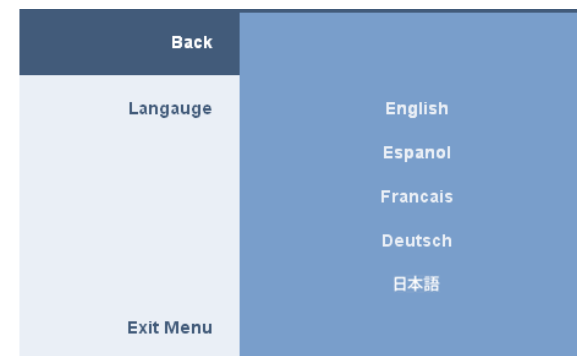 Back
Langauge
English
Espanol
Francais
Deutsch
日本語
Exit Menu